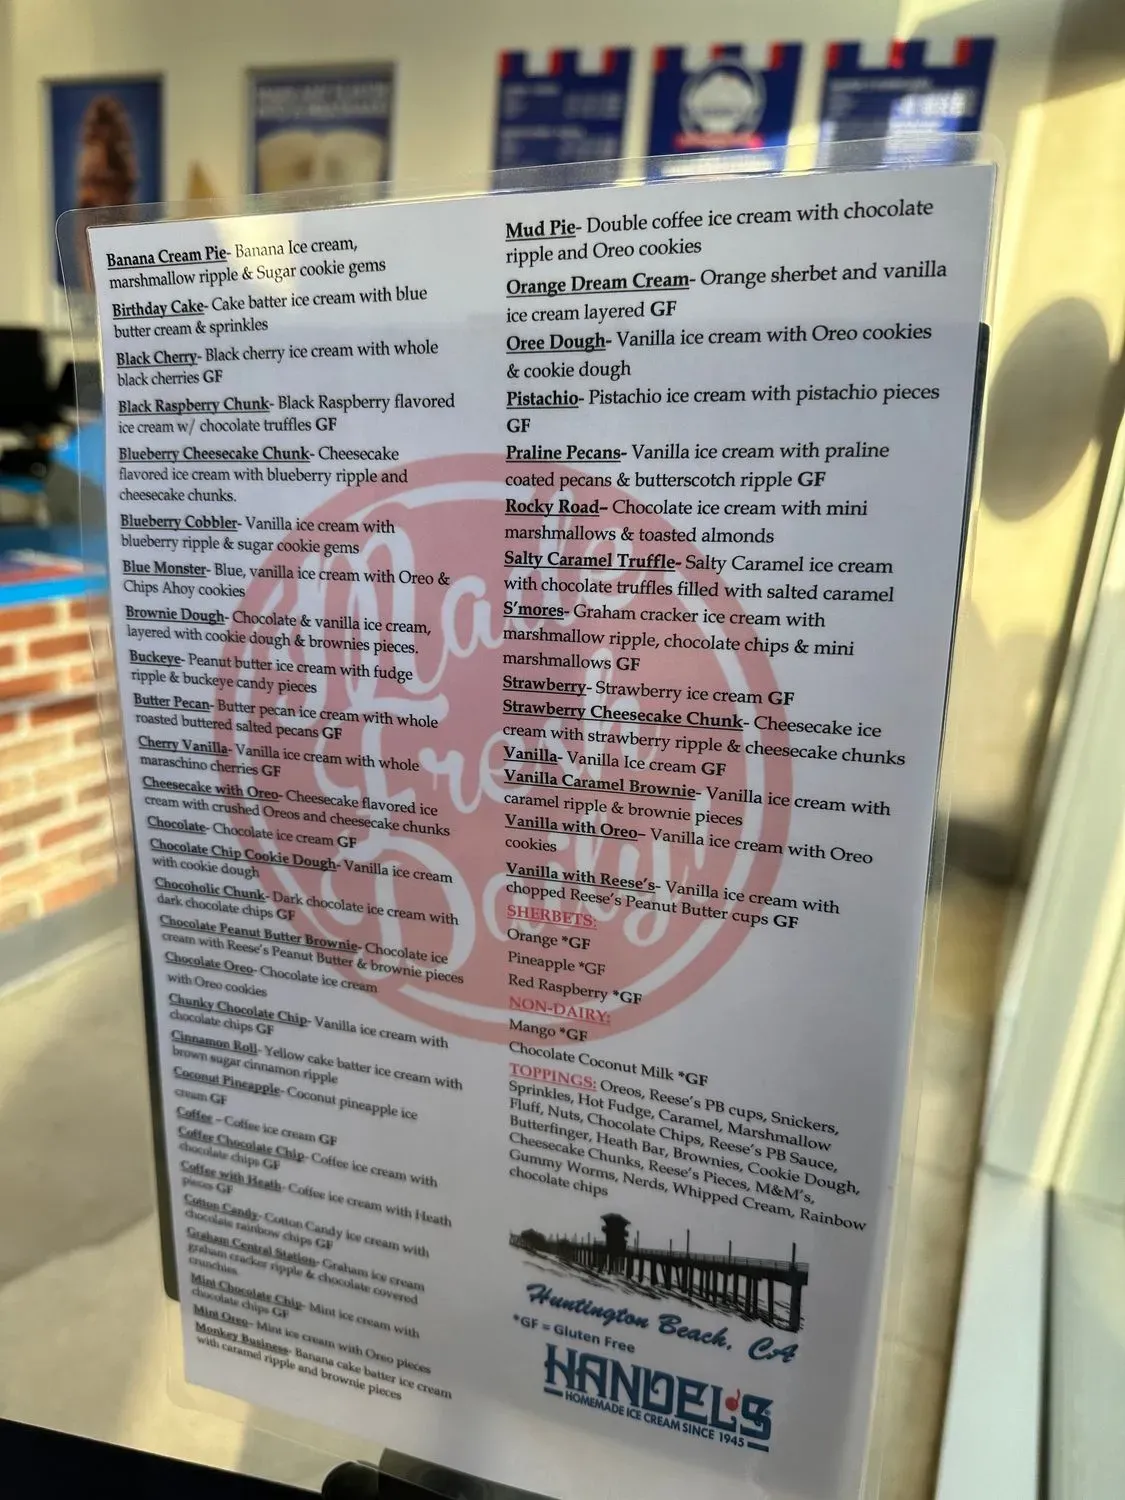 Banana Cream Pie- Banana Ice cream,
marshmallow ripple & Sugar cookie gems
Birthday Cake- Cake batter ice cream with blue
butter cream & sprinkles
Black Cherry- Black cherry ice cream with whole
black cherries GF
Black Raspberry Chunk- Black Raspberry flavored
ice cream w/ chocolate truffles GF
Blueberry Cheesecake Chunk- Cheesecake
flavored ice cream with blueberry ripple and
cheesecake chunks.
Blueberry Cobbler- Vanilla ice cream with
blueberry ripple & sugar cookie gems
Blue Monster- Blue, vanilla ice cream with Oreo &
Chips Ahoy cookies
Brownie Dough- Chocolate & vanilla ice cream,
layered with cookie dough & brownies pieces.
Buckeye- Peanut butter ice cream with fudge
ripple & buckeye candy pieces
Butter Pecan- Butter pecan ice cream with whole
roasted buttered salted pecans GF
Cherry Vanilla- Vanilla ice cream with whole
maraschino cherries GF
Cheesecake with Oreo- Cheesecake flavored ice
cream with crushed Oreos and cheesecake chunks
Chocolate- Chocolate ice cream GF
Chocolate Chip Cookie Dough- Vanilla ice cream
with cookie dough
Chocoholic Chunk- Dark chocolate ice cream with
dark chocolate chips GF
Chocolate Peanut Butter Brownie- Chocolate ice
cream with Reese's Peanut Butter & brownie pieces
Chocolate Oreo- Chocolate ice cream
with Oreo cookies
Chunky Chocolate Chip- Vanilla ice cream with
chocolate chips GF
Cinnamon Roll- Yellow cake batter ice cream with
brown sugar cinnamon ripple
Coconut Pineapple- Coconut pineapple ice
cream GF
Coffee – Coffee ice cream GF
Coffee Chocolate Chip- Coffee ice cream with
chocolate chips GF
Coffee with Heath- Coffee ice cream with Heath
pieces GF
Cotton Candy- Cotton Candy ice cream with
chocolate rainbow chips GF
Graham Central Station- Graham ice cream
graham cracker ripple & chocolate covered
crunchies
Mint Chocolate Chip- Mint ice cream with
chocolate chips GF
Mint Oreo- Mint ice cream with Oreo pieces
Monkey Business- Banana cake batter ice cream
with caramel ripple and brownie pieces
Mud Pie- Double coffee ice cream with chocolate
ripple and Oreo cookies
Orange Dream Cream- Orange sherbet and vanilla
ice cream layered GF
Oree Dough- Vanilla ice cream with Oreo cookies
& cookie dough
Pistachio- Pistachio ice cream with pistachio pieces
GF
Praline Pecans- Vanilla ice cream with praline
coated pecans & butterscotch ripple GF
Rocky Road– Chocolate ice cream with mini
marshmallows & toasted almonds
Salty Caramel Truffle- Salty Caramel ice cream
with chocolate truffles filled with salted caramel
S'mores- Graham cracker ice cream with
marshmallow ripple, chocolate chips & mini
marshmallows GF
Strawberry- Strawberry ice cream GF
Strawberry Cheesecake Chunk- Cheesecake ice
cream with strawberry ripple & cheesecake chunks
Vanilla- Vanilla Ice cream GF
Vanilla Caramel Brownie- Vanilla ice cream with
caramel ripple & brownie pieces
Vanilla with Oreo– Vanilla ice cream with Oreo
cookies
Vanilla with Reese's- Vanilla ice cream with
chopped Reese's Peanut Butter cups GF
SHERBETS:
Orange *GF
Pineapple *GF
Red Raspberry *GF
NON-DAIRY:
Mango *GF
Chocolate Coconut Milk *GF
TOPPINGS: Oreos, Reese's PB cups, Snickers,
Sprinkles, Hot Fudge, Caramel, Marshmallow
Fluff, Nuts, Chocolate Chips, Reese's PB Sauce,
Butterfinger, Heath Bar, Brownies, Cookie Dough,
Cheesecake Chunks, Reese's Pieces, M&M's,
Gummy Worms, Nerds, Whipped Cream, Rainbow
chocolate chips
Made
Fresh
Daily!
Huntington Beach, CA
*GF = Gluten Free
HANDEL'S
HOMEMADE ICE CREAM SINCE 1945